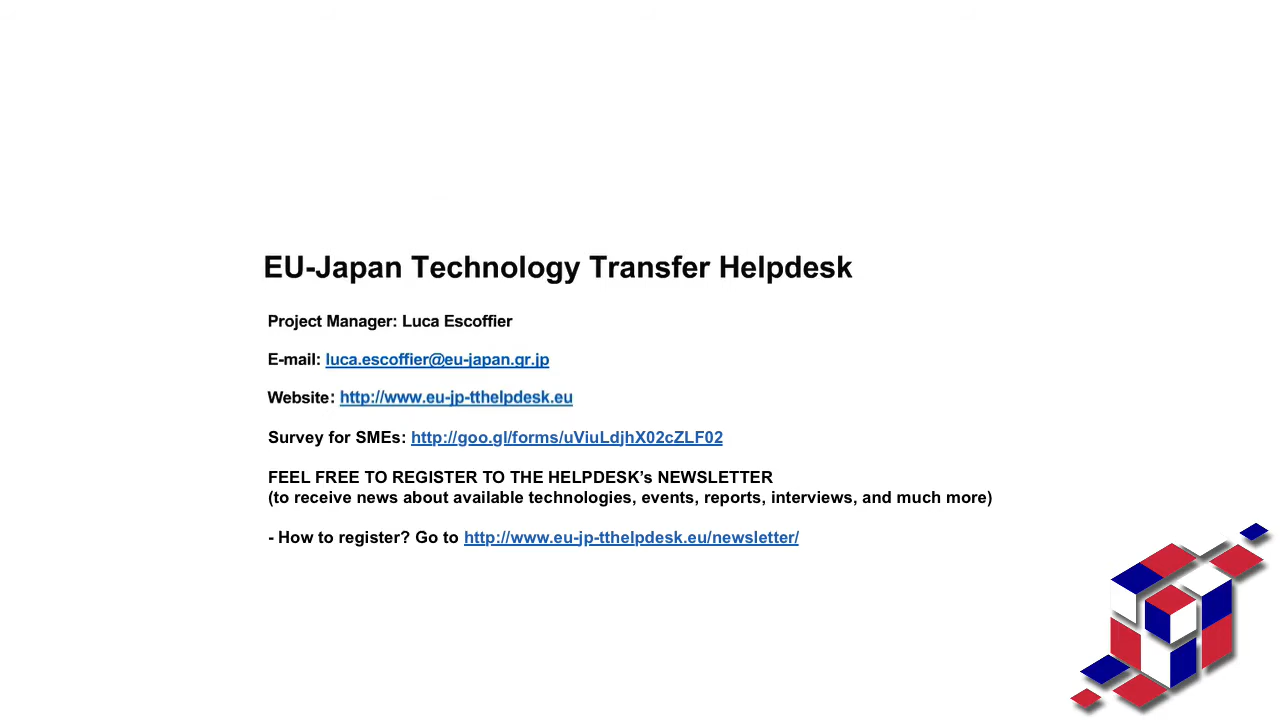 EU-Japan Technology Transfer Helpdesk
Project Manager: Luca Escoffier
E-mail: luca.escoffier@eu-japan.gr.jp
Website: http://www.eu-jp-tthelpdesk.eu
Survey for SMEs: http://goo.gl/forms/uViuLdjhX02cZLF02
FEEL FREE TO REGISTER TO THE HELPDESK’s NEWSLETTER
(to receive news about available technologies, events, reports, interviews, and much more)
- How to register? Go to http://www.eu-jp-tthelpdesk.eu/newsletter/